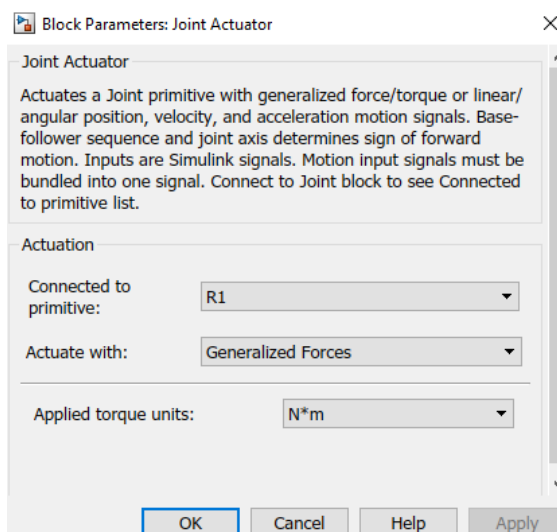 Block Parameters: Joint Actuator
Joint Actuator
Actuates a Joint primitive with generalized force/torque or linear/
angular position, velocity, and acceleration motion signals. Base-
follower sequence and joint axis determines sign of forward
motion. Inputs are Simulink signals. Motion input signals must be
bundled into one signal. Connect to Joint block to see Connected
to primitive list.
Actuation
Connected to
primitive:
R1
Actuate with:
Generalized Forces
Applied torque units:
N*m
OK
Cancel
Help
Apply